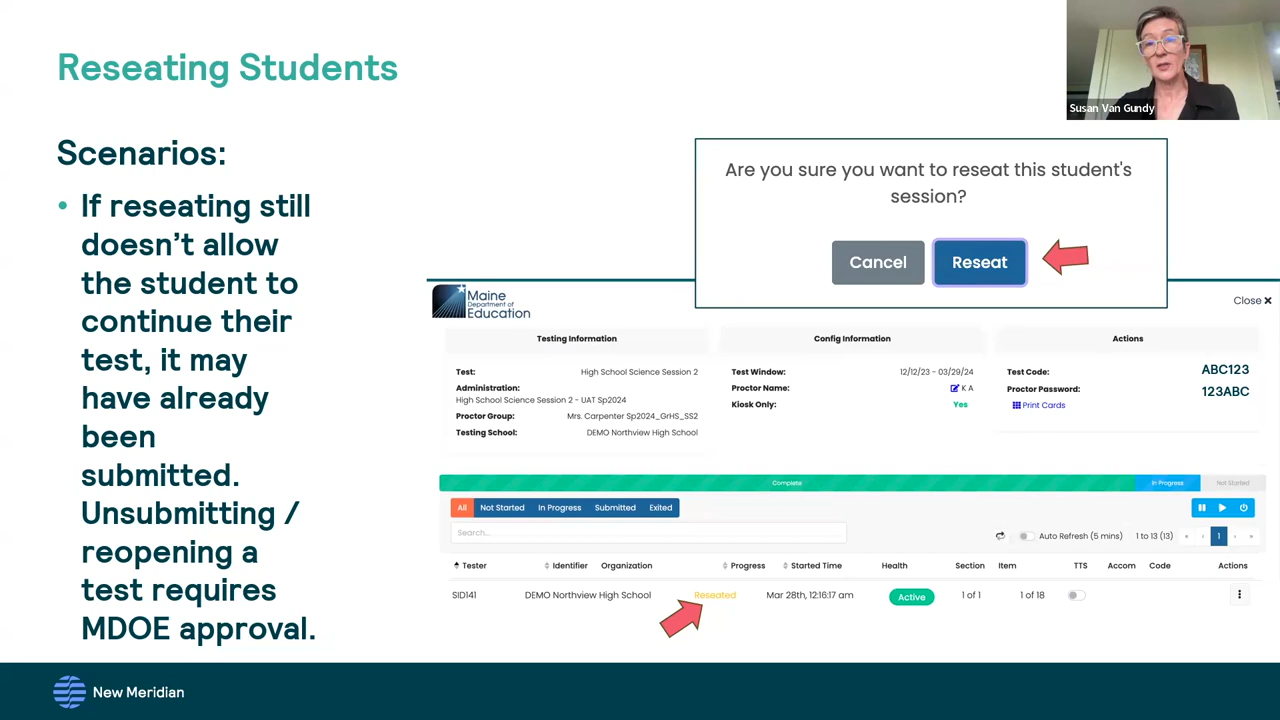 Reseating Students
Susan Van Gundy
Scenarios:
• If reseating still
doesn’t allow
the student to
continue their
test, it may
have already
been
submitted.
Unsubmitting /
reopening a
test requires
MDOE approval.
Are you sure you want to reseat this student's
session?
Cancel Reseat
Maine
Department of
Education
Close ×
Testing Information Config Information Actions
Test: High School Science Session 2 Test Window: 12/12/23 - 03/29/24 Test Code: ABC123
Administration: Proctor Name: K A Proctor Password: 123ABC
High School Science Session 2 - UAT Sp2024 Kiosk Only: Yes Print Cards
Proctor Group: Mrs. Carpenter Sp2024_GrHS_SS2
Testing School: DEMO Northview High School
Complete In Progress Not Started
All Not Started In Progress Submitted Exited
Search...
Auto Refresh (5 mins) 1 to 13 (13) « ‹ 1 › »
Tester Identifier Organization Progress Started Time Health Section Item TTS Accom Code Actions
SID141 DEMO Northview High School Reseated Mar 28th, 12:16:17 am Active 1 of 1 1 of 18
New Meridian